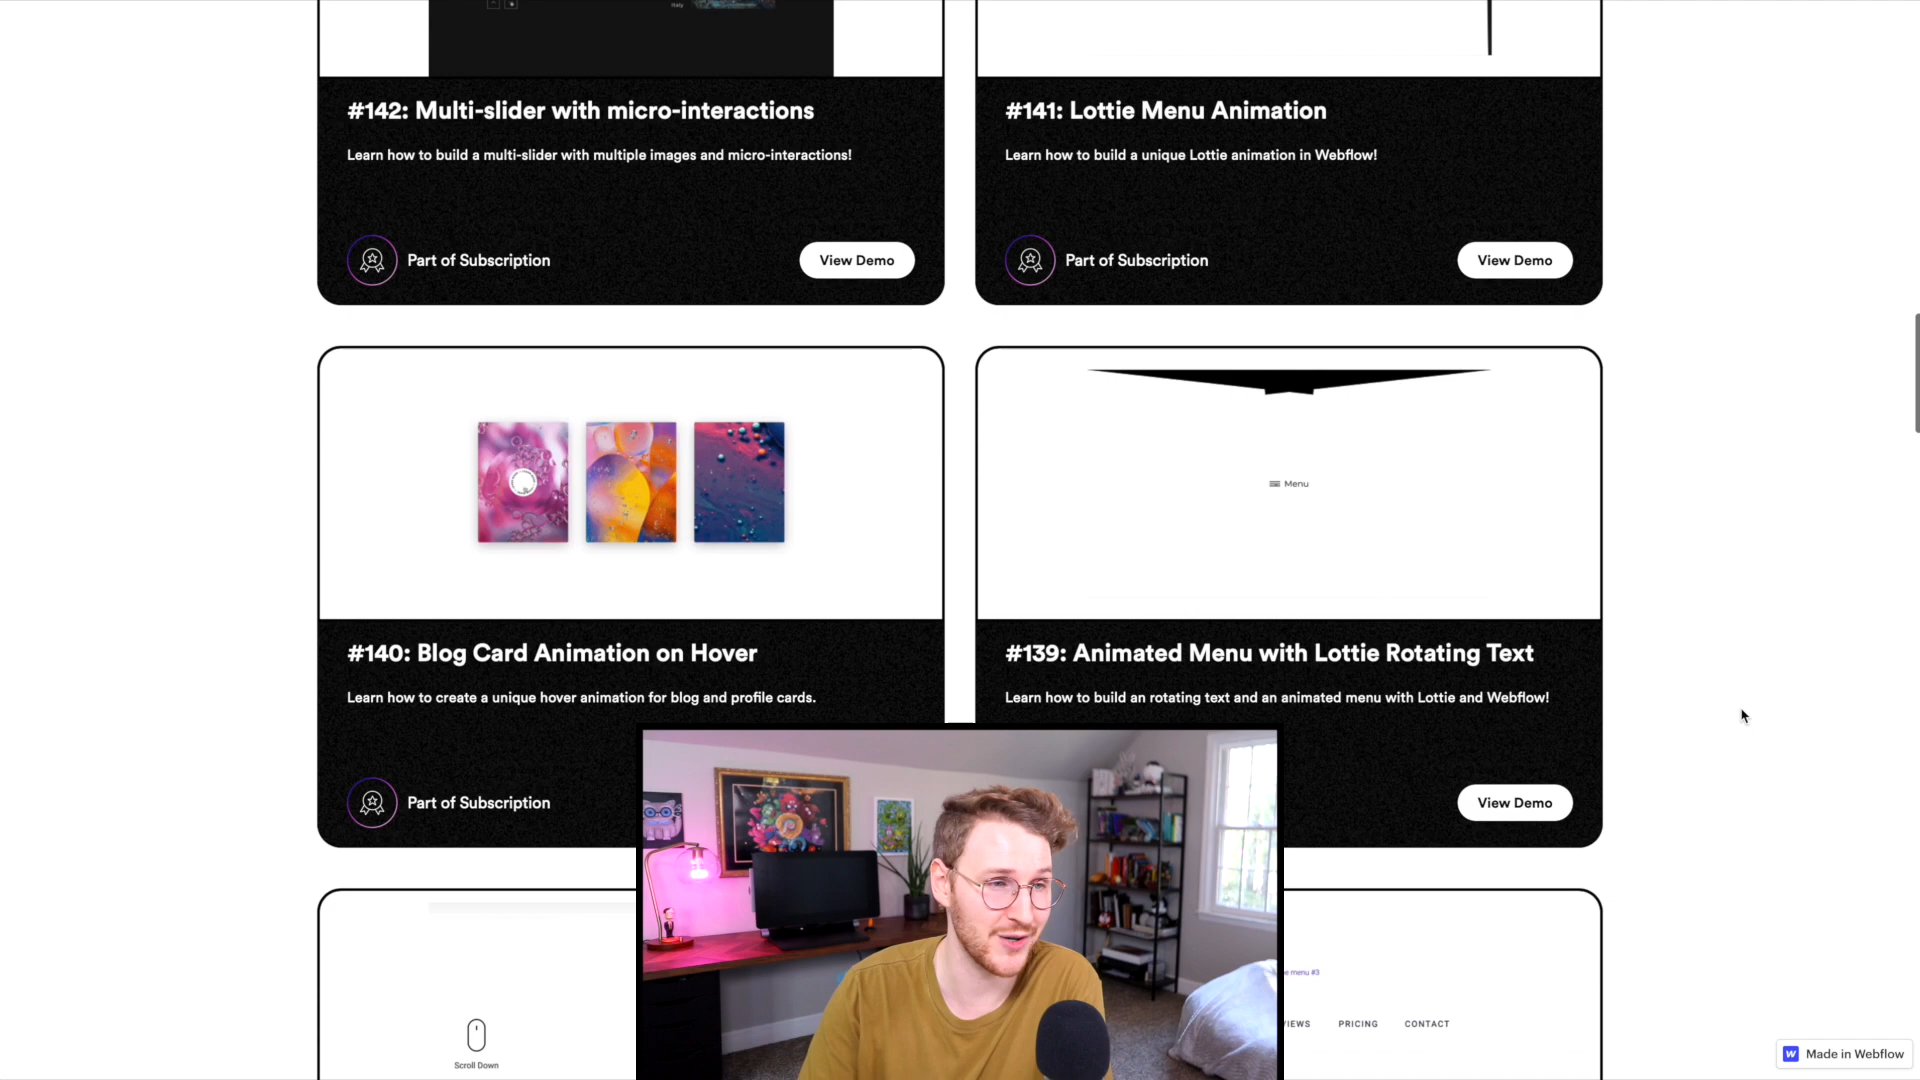 Italy
#142: Multi-slider with micro-interactions
Learn how to build a multi-slider with multiple images and micro-interactions!
Part of Subscription
View Demo
#141: Lottie Menu Animation
Learn how to build a unique Lottie animation in Webflow!
Part of Subscription
View Demo
#140: Blog Card Animation on Hover
Learn how to create a unique hover animation for blog and profile cards.
Part of Subscription
Menu
#139: Animated Menu with Lottie Rotating Text
Learn how to build an rotating text and an animated menu with Lottie and Webflow!
View Demo
Scroll Down
menu #3
PRICING
CONTACT
Made in Webflow